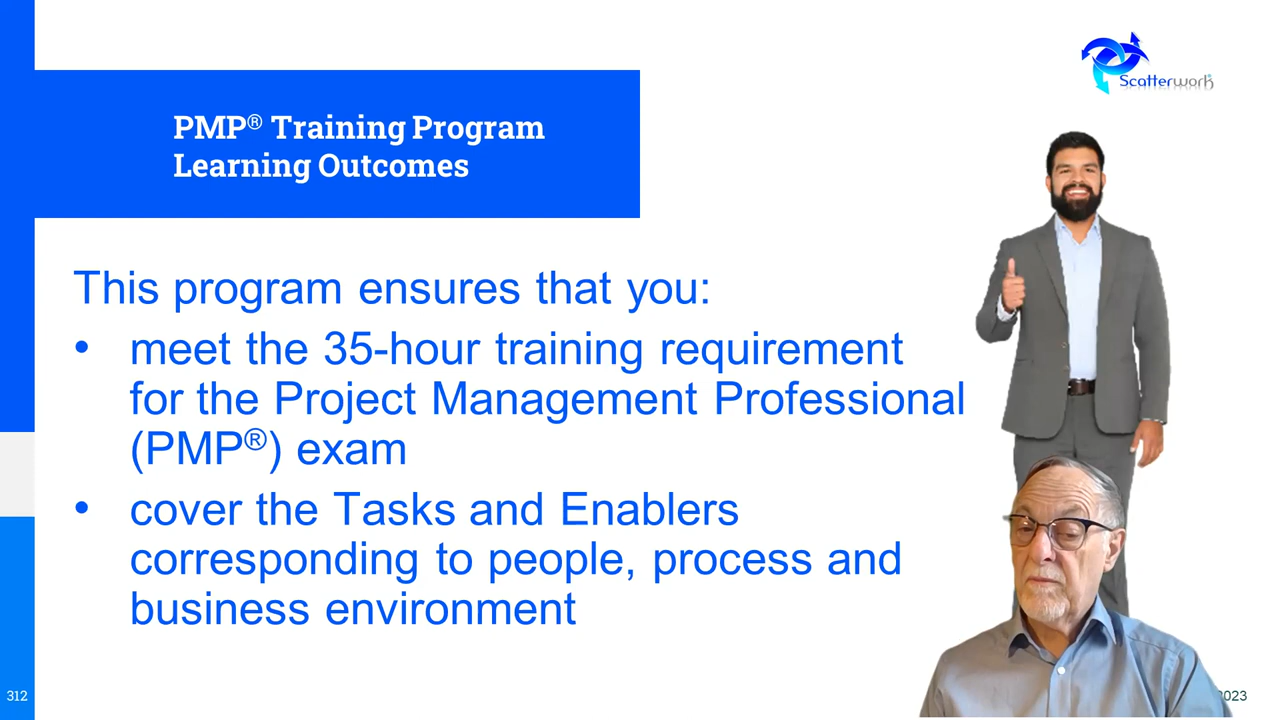 Scatterwork
PMP® Training Program
Learning Outcomes
This program ensures that you:
• meet the 35-hour training requirement
for the Project Management Professional
(PMP®) exam
• cover the Tasks and Enablers
corresponding to people, process and
business environment
312